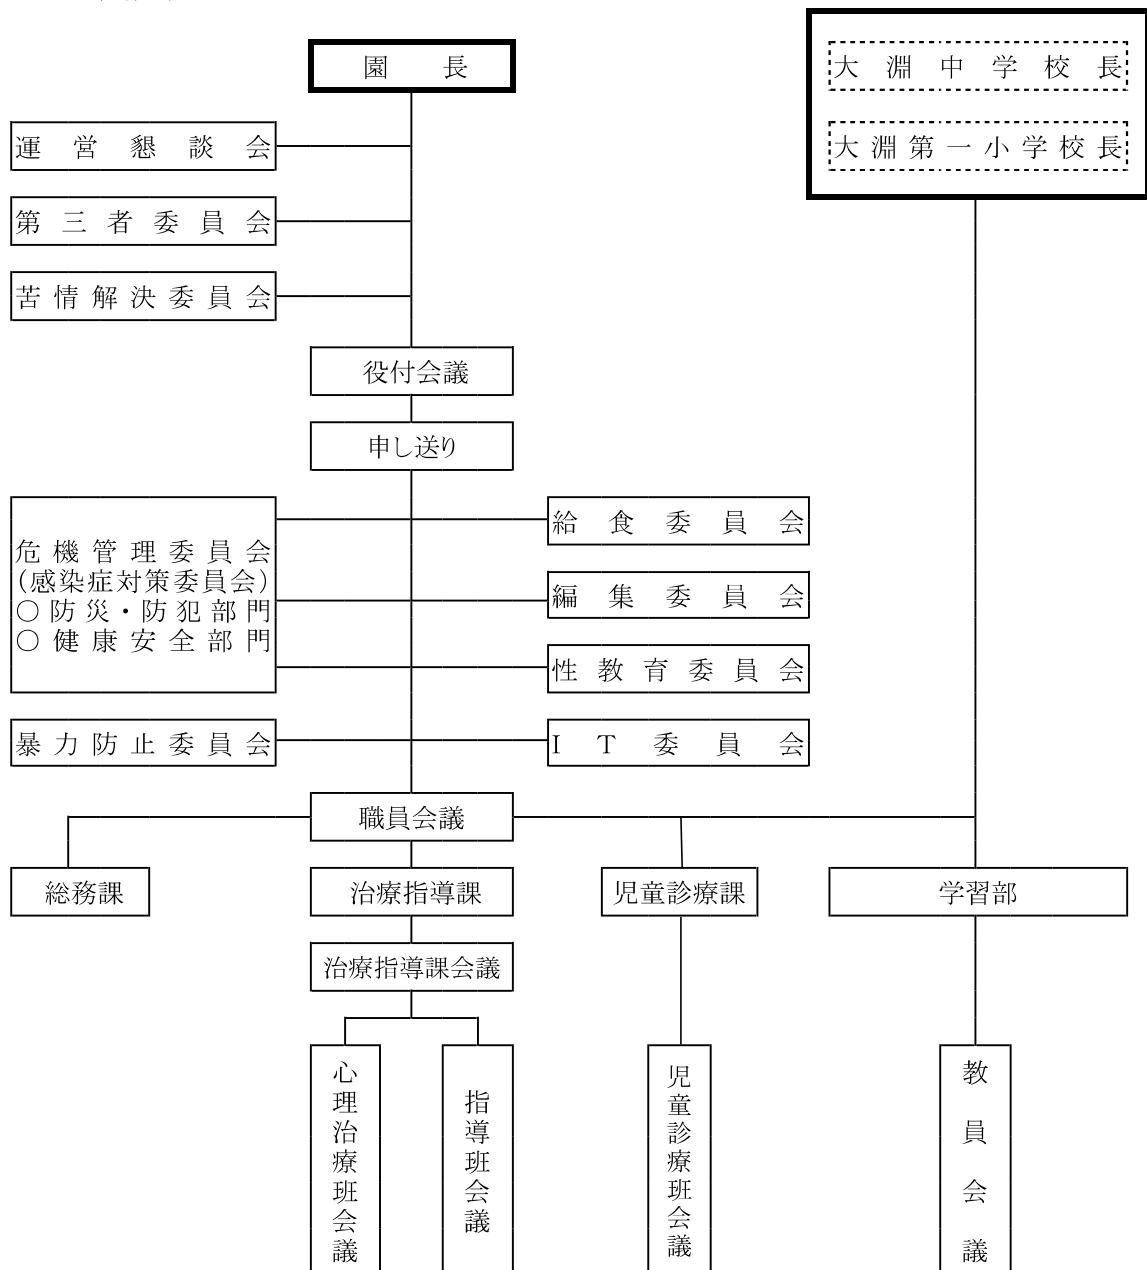 園長
大淵中学校長
大淵第一小学校長
運営懇談会
第三者委員会
苦情解決委員会
役付会議
申し送り
危機管理委員会
(感染症対策委員会)
○防災・防犯部門
○健康安全部門
給食委員会
編集委員会
性教育委員会
暴力防止委員会
IT委員会
職員会議
総務課
治療指導課
児童診療課
学習部
治療指導課会議
心理治療班会議
指導班会議
児童診療班会議
教員会議